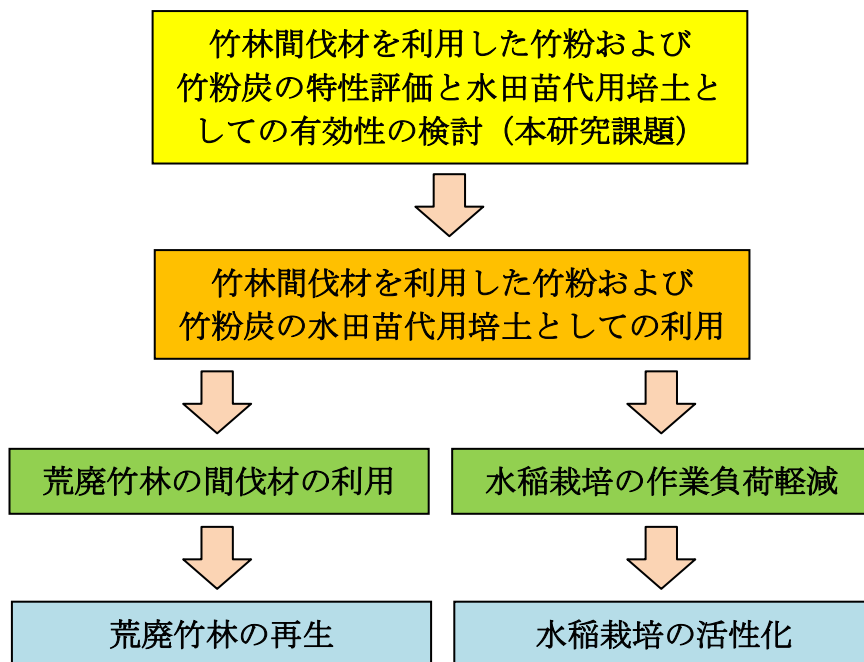 竹林間伐材を利用した竹粉および
竹粉炭の特性評価と水田苗代用培土と
しての有効性の検討（本研究課題）
竹林間伐材を利用した竹粉および
竹粉炭の水田苗代用培土としての利用
荒廃竹林の間伐材の利用
水稲栽培の作業負荷軽減
荒廃竹林の再生
水稲栽培の活性化